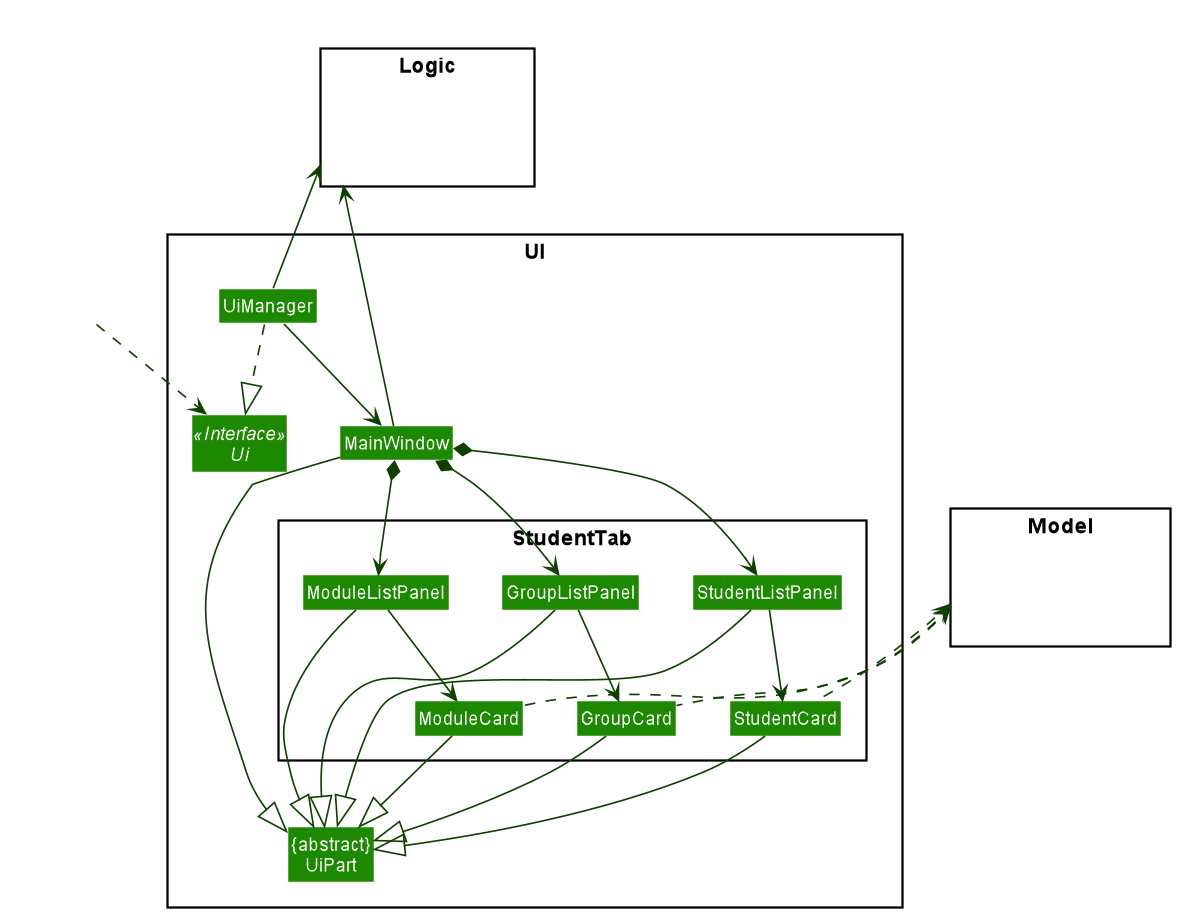 Logic
UI
UiManager
«Interface»
Ui
MainWindow
StudentTab
Model
ModuleListPanel
GroupListPanel
StudentListPanel
ModuleCard
GroupCard
StudentCard
{abstract}
UiPart